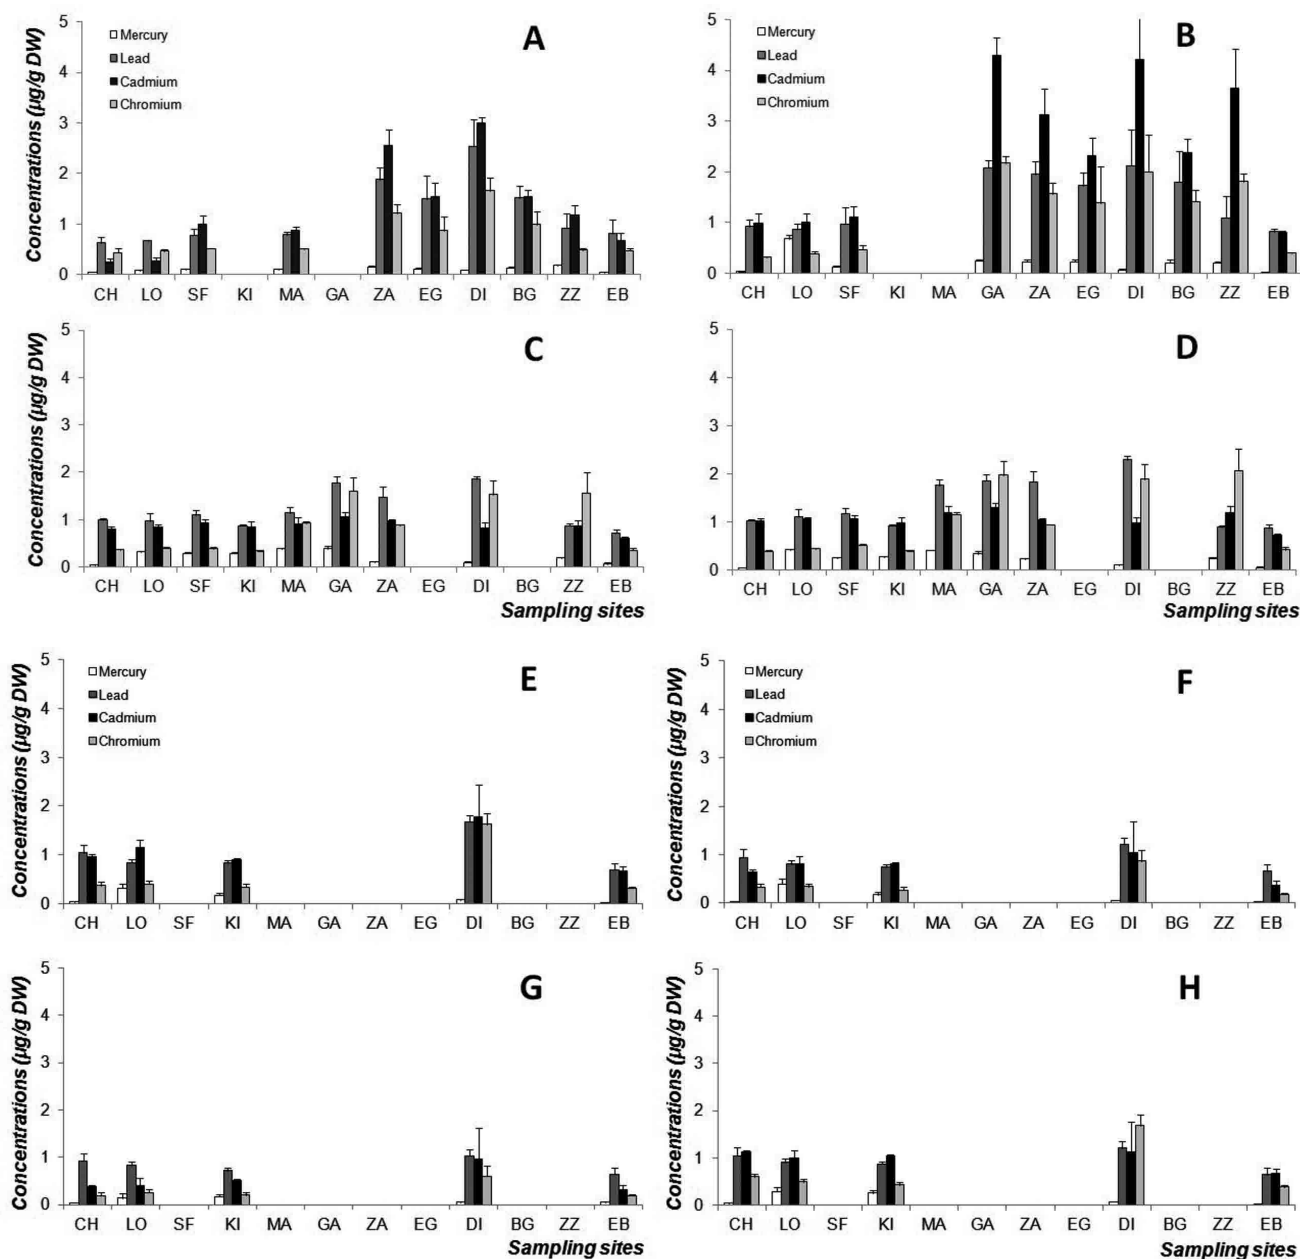 A
Concentrations (µg/g DW)
5
4
3
2
1
0
Mercury
Lead
Cadmium
Chromium
CH LO SF KI MA GA ZA EG DI BG ZZ EB
B
5
4
3
2
1
0
Mercury
Lead
Cadmium
Chromium
CH LO SF KI MA GA ZA EG DI BG ZZ EB
C
Concentrations (µg/g DW)
5
4
3
2
1
0
CH LO SF KI MA GA ZA EG DI BG ZZ EB
Sampling sites
D
5
4
3
2
1
0
CH LO SF KI MA GA ZA EG DI BG ZZ EB
Sampling sites
E
Concentrations (µg/g DW)
5
4
3
2
1
0
Mercury
Lead
Cadmium
Chromium
CH LO SF KI MA GA ZA EG DI BG ZZ EB
F
Concentrations (µg/g DW)
5
4
3
2
1
0
Mercury
Lead
Cadmium
Chromium
CH LO SF KI MA GA ZA EG DI BG ZZ EB
G
Concentrations (µg/g DW)
5
4
3
2
1
0
CH LO SF KI MA GA ZA EG DI BG ZZ EB
Sampling sites
H
Concentrations (µg/g DW)
5
4
3
2
1
0
CH LO SF KI MA GA ZA EG DI BG ZZ EB
Sampling sites